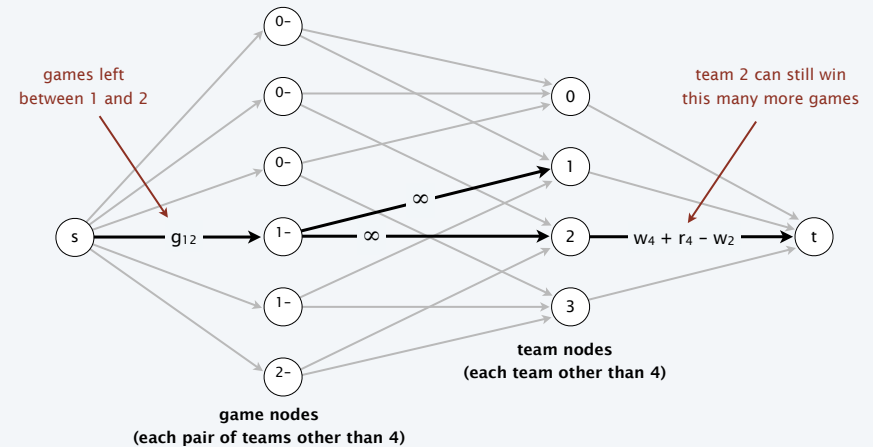 0–
games left
between 1 and 2
team 2 can still win
this many more games
0–
0
0–
1
∞
s
g12
1–
∞
2
w4 + r4 – w2
t
1–
3
team nodes
(each team other than 4)
2–
game nodes
(each pair of teams other than 4)